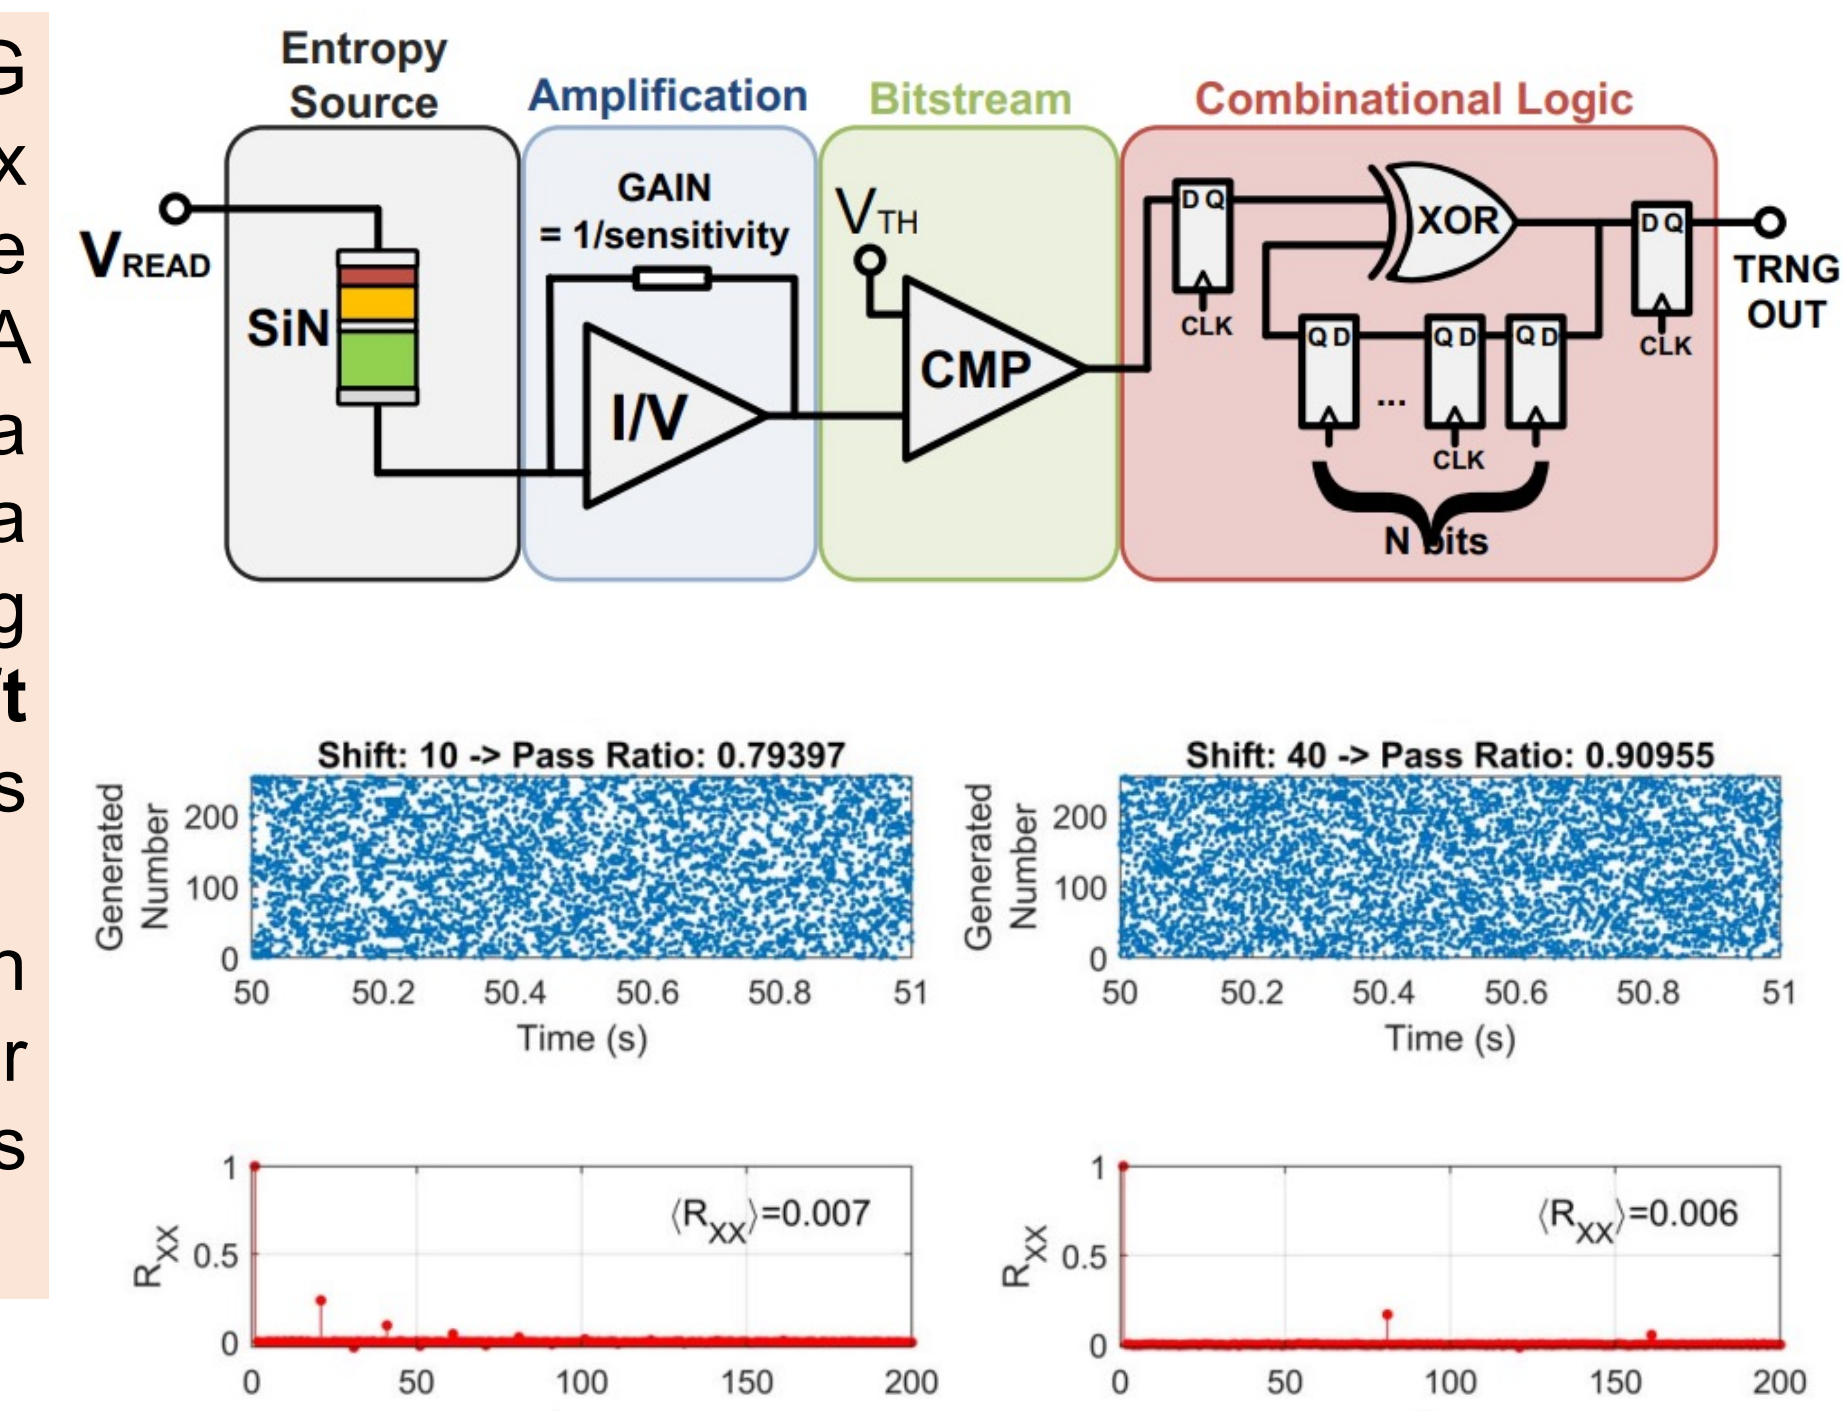 G
x
e
A
a
a
g
t
s
n
r
s
Entropy
Source
Amplification
Bitstream
Combinational Logic
VREAD
SiN
GAIN
= 1/sensitivity
I/V
VTH
CMP
D Q
CLK
XOR
D Q
CLK
TRNG
OUT
Q D
...
Q D
Q D
CLK
N bits
Shift: 10 -> Pass Ratio: 0.79397
Generated
Number
200
100
0
50 50.2 50.4 50.6 50.8 51
Time (s)
Shift: 40 -> Pass Ratio: 0.90955
Generated
Number
200
100
0
50 50.2 50.4 50.6 50.8 51
Time (s)
RXX
1
0.5
0
⟨RXX⟩=0.007
0 50 100 150 200
RXX
1
0.5
0
⟨RXX⟩=0.006
0 50 100 150 200